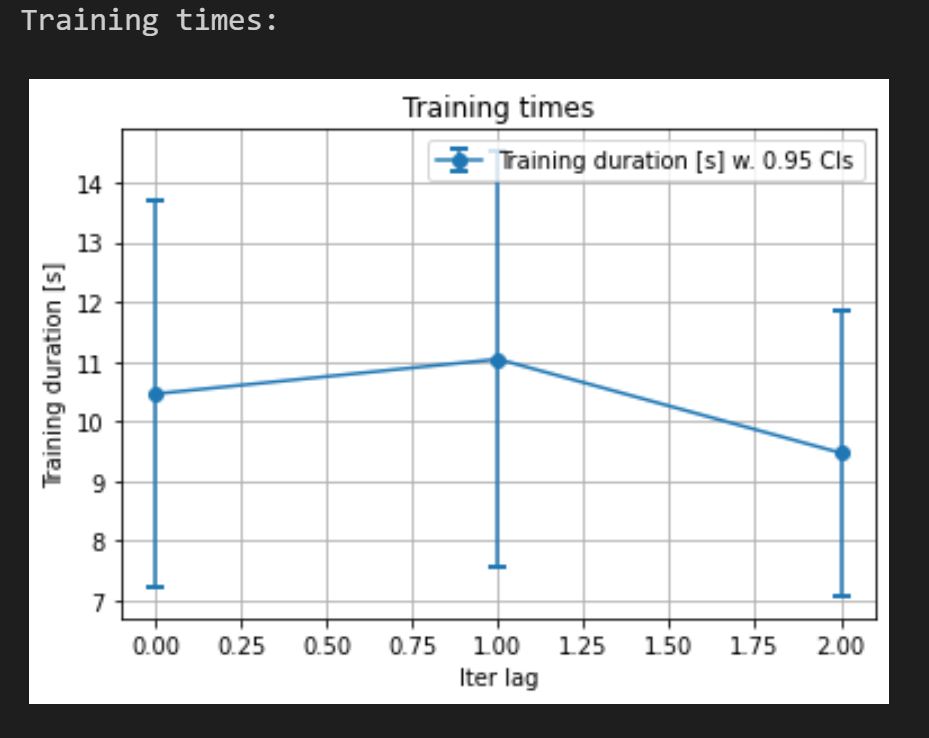 Training times:
Training times
Training duration [s] w. 0.95 CIs
Training duration [s]
14
13
12
11
10
9
8
7
0.00 0.25 0.50 0.75 1.00 1.25 1.50 1.75 2.00
Iter lag